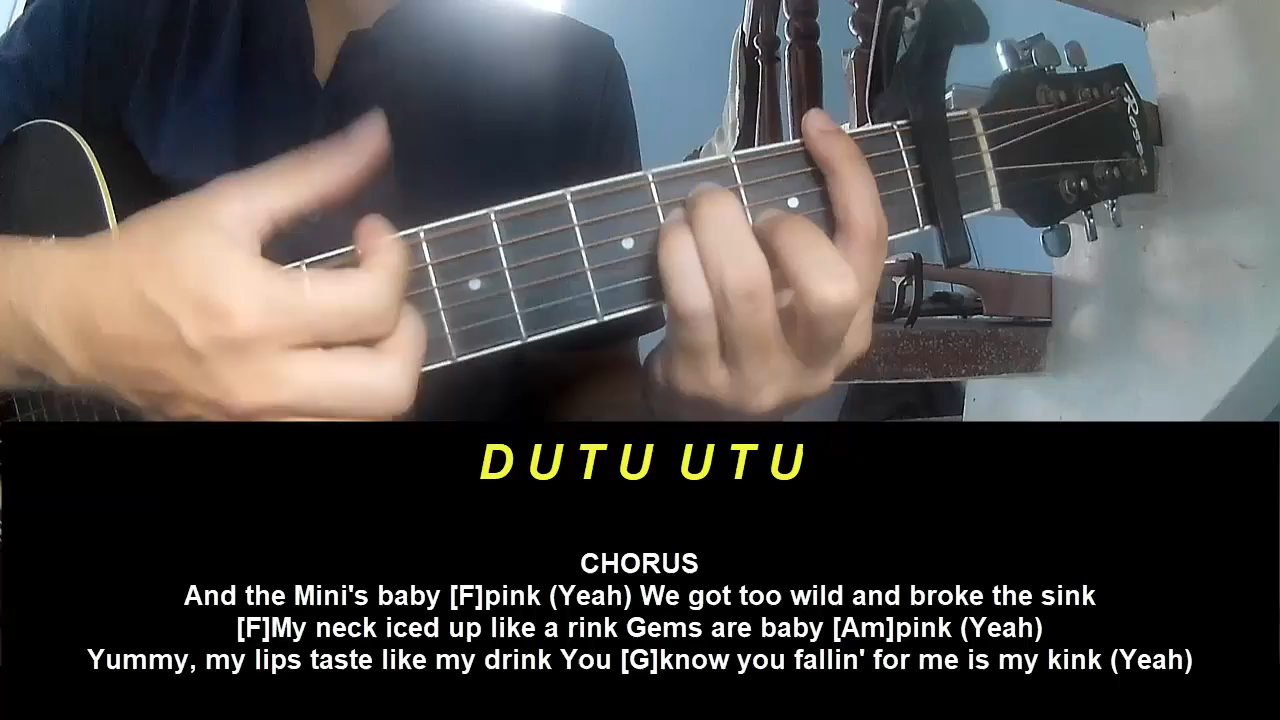 Rosen
D U T U U T U
CHORUS
And the Mini's baby [F]pink (Yeah) We got too wild and broke the sink
[F]My neck iced up like a rink Gems are baby [Am]pink (Yeah)
Yummy, my lips taste like my drink You [G]know you fallin' for me is my kink (Yeah)